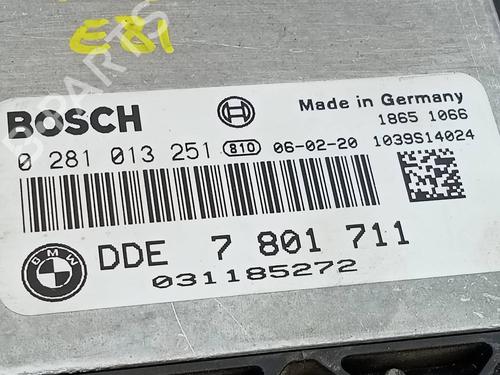 E81
BOSCH
Made in Germany
1865 1066
0 281 013 251 810 06-02-20 1039S14024
BMW
DDE 7 801 711
031185272